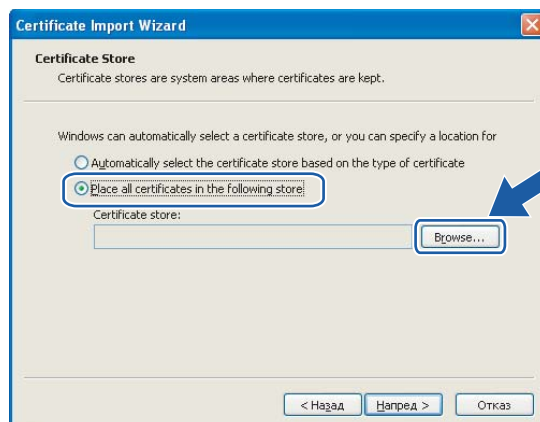 Certificate Import Wizard
Certificate Store
Certificate stores are system areas where certificates are kept.
Windows can automatically select a certificate store, or you can specify a location for
Automatically select the certificate store based on the type of certificate
Place all certificates in the following store
Certificate store:
Browse...
< Назад
Напред >
Отказ